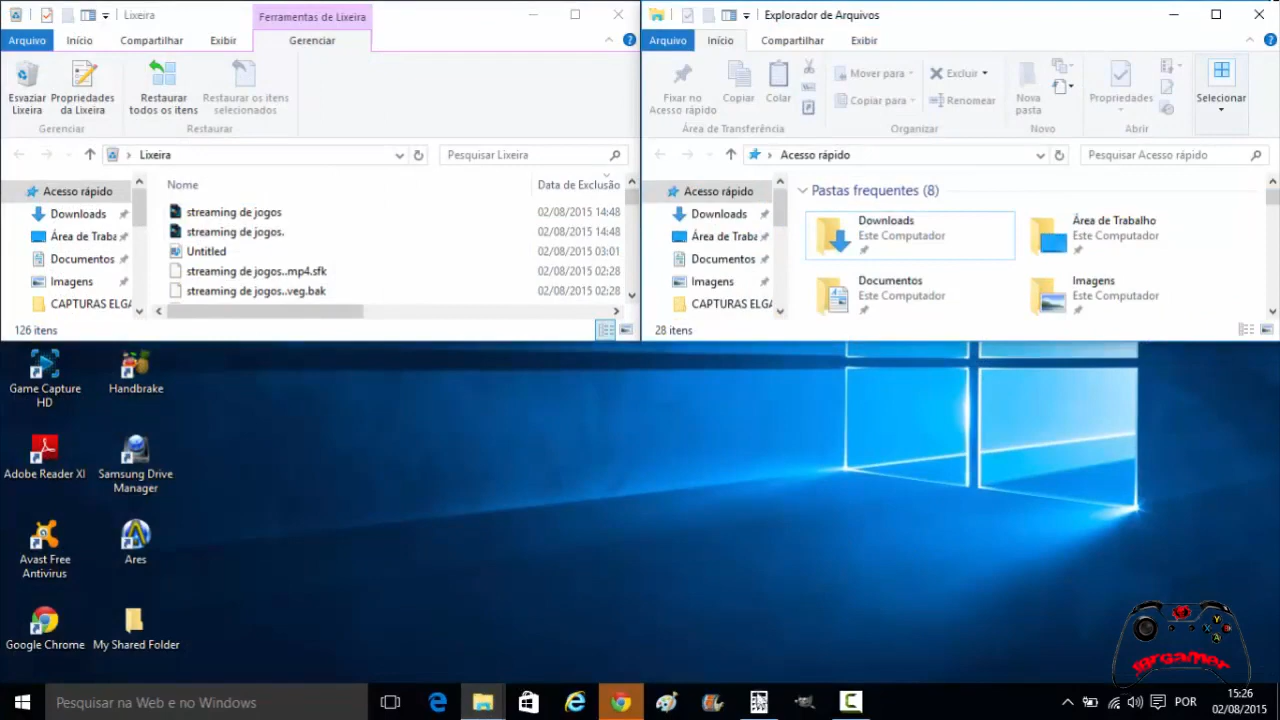 Lixeira
Ferramentas de Lixeira
Arquivo
Início
Compartilhar
Exibir
Gerenciar
Esvaziar
Lixeira
Propriedades
da Lixeira
Restaurar
todos os itens
Restaurar os itens
selecionados
Gerenciar
Restaurar
Lixeira
Pesquisar Lixeira
Acesso rápido
Downloads
Área de Traba
Documentos
Imagens
CAPTURAS ELGA
Nome
Data de Exclusão
streaming de jogos
02/08/2015 14:48
streaming de jogos.
02/08/2015 14:48
Untitled
02/08/2015 03:01
streaming de jogos..mp4.sfk
02/08/2015 02:28
streaming de jogos..veg.bak
02/08/2015 02:28
126 itens
Explorador de Arquivos
Arquivo
Início
Compartilhar
Exibir
Fixar no
Acesso rápido
Copiar
Colar
Mover para
Copiar para
Excluir
Renomear
Nova
pasta
Propriedades
Selecionar
Área de Transferência
Organizar
Novo
Abrir
Acesso rápido
Pesquisar Acesso rápido
Acesso rápido
Downloads
Área de Traba
Documentos
Imagens
CAPTURAS ELGA
Pastas frequentes (8)
Downloads
Este Computador
Área de Trabalho
Este Computador
Documentos
Este Computador
Imagens
Este Computador
28 itens
Game Capture
HD
Handbrake
Adobe Reader XI
Samsung Drive
Manager
Avast Free
Antivirus
Ares
Google Chrome
My Shared Folder
Y
X
A
Pesquisar na Web e no Windows
POR
15:26
02/08/2015